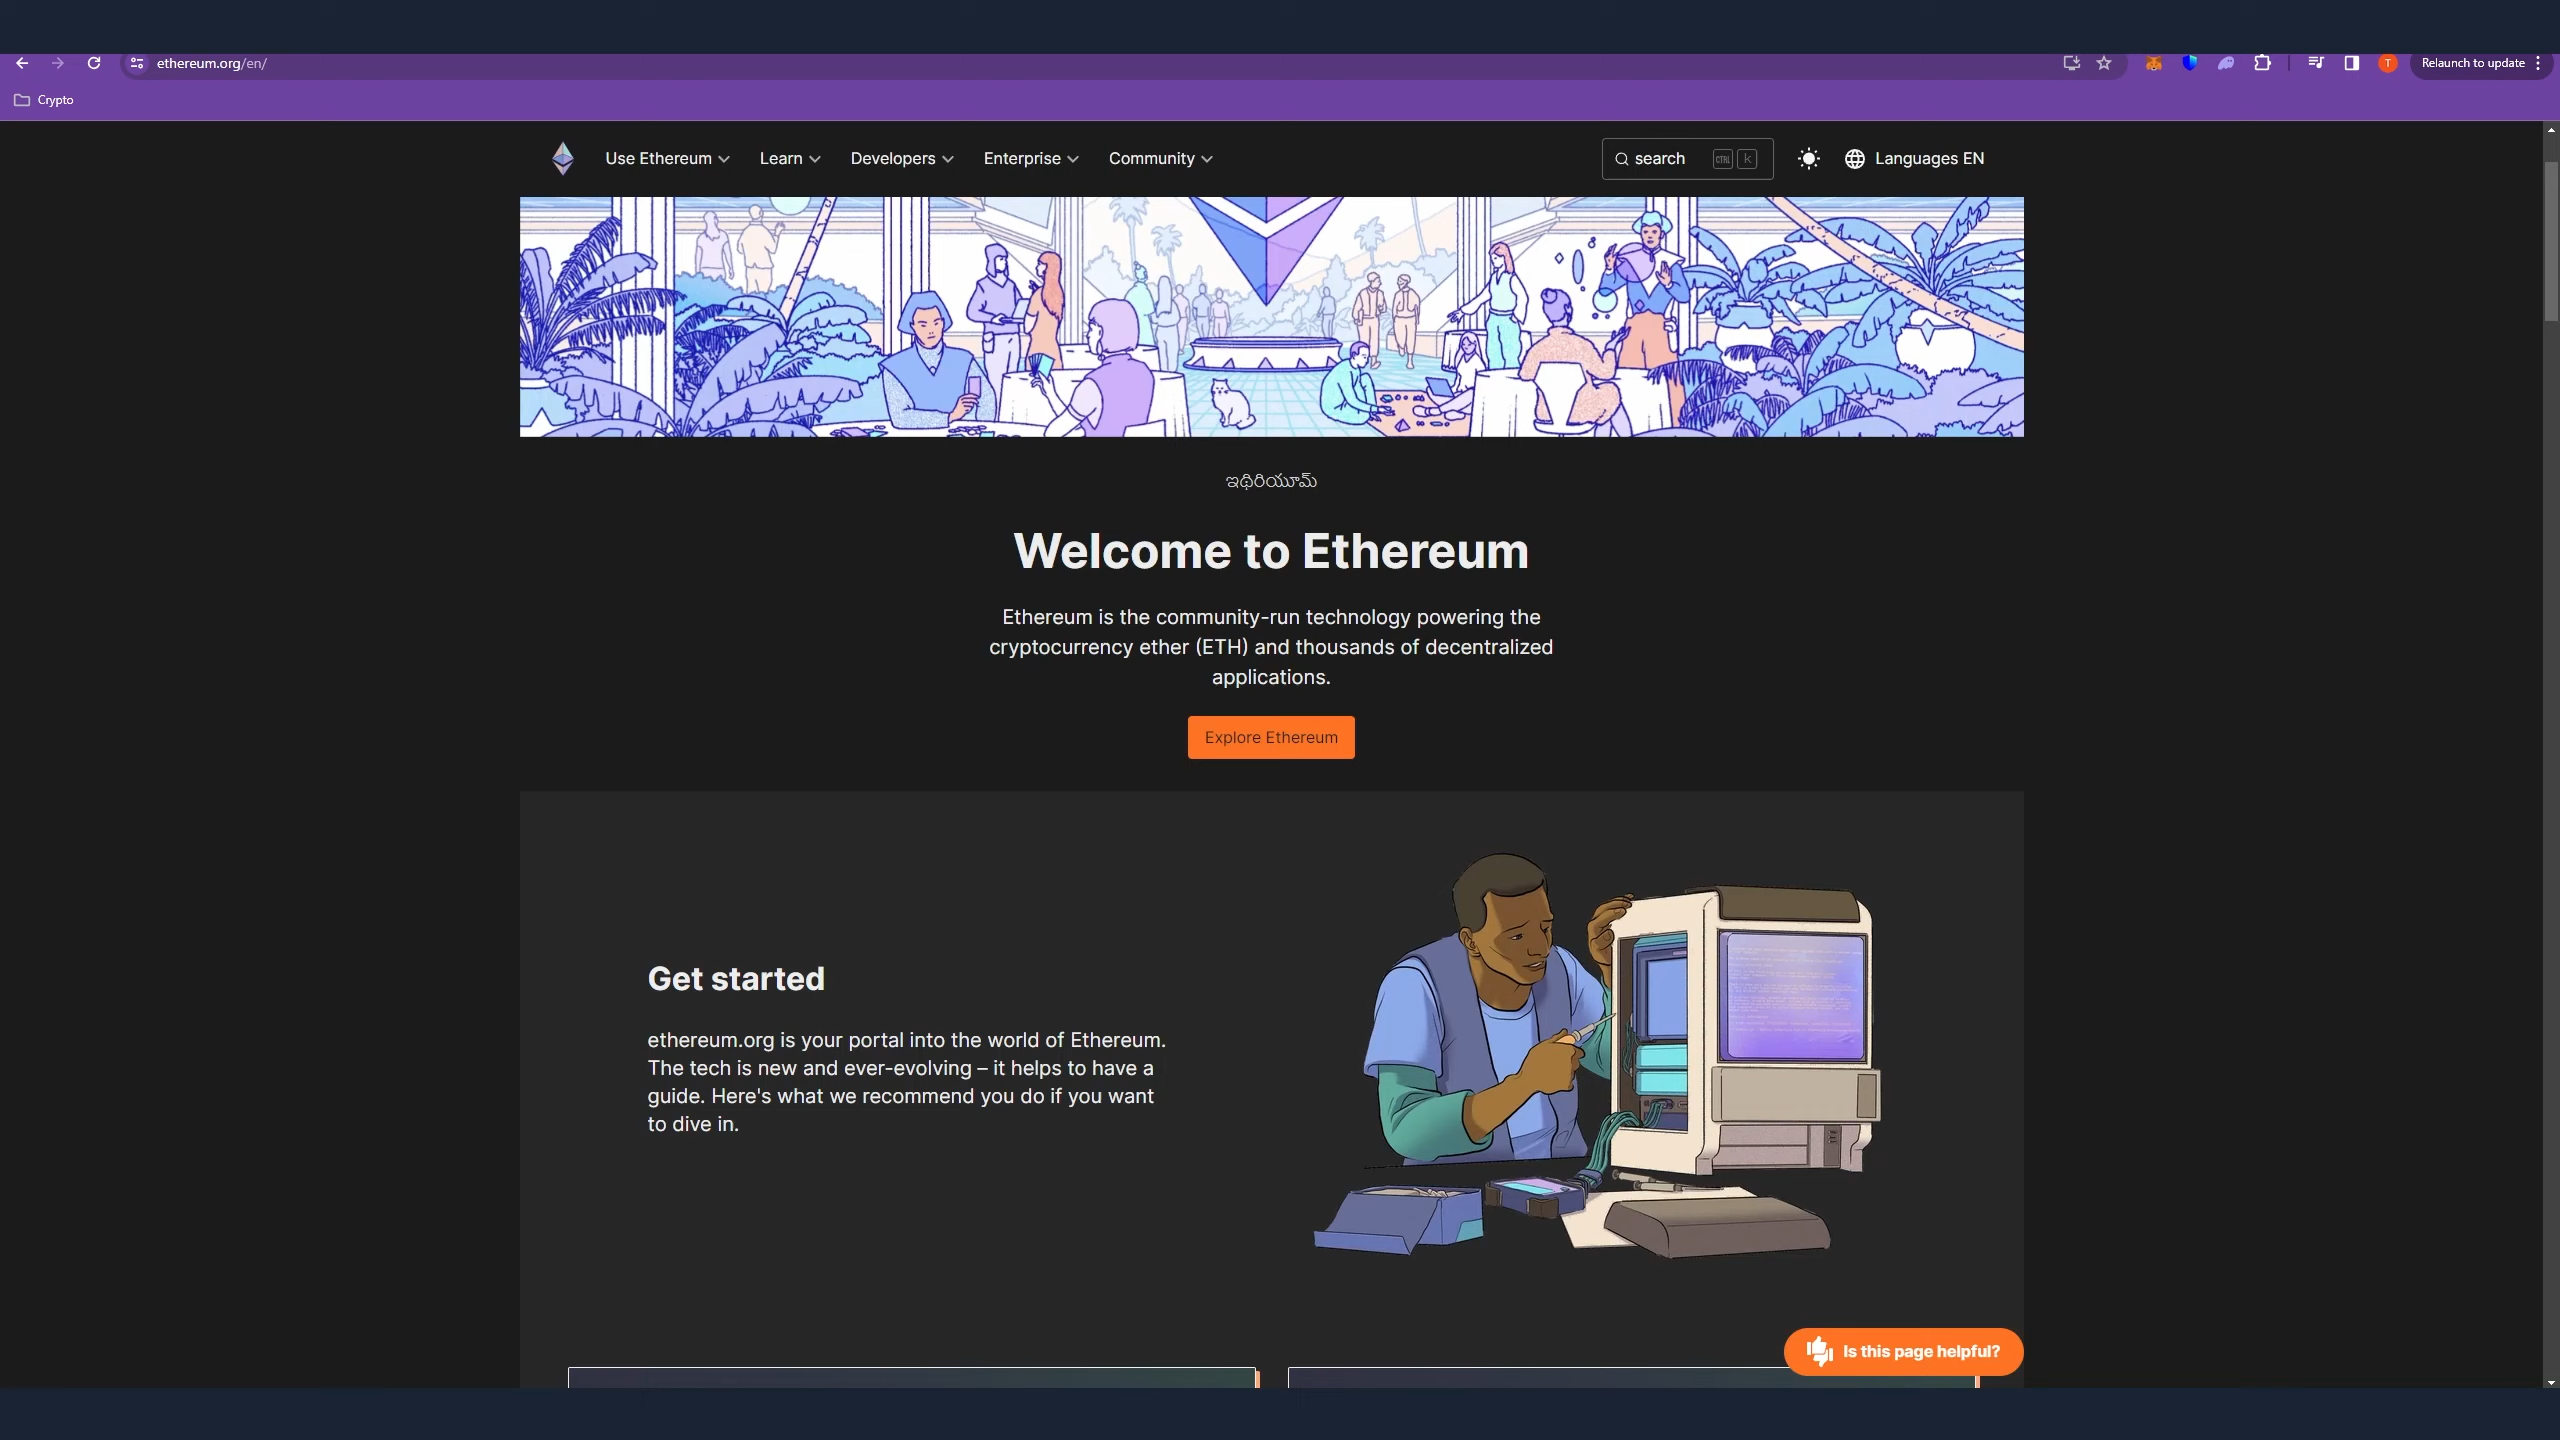 ethereum.org/en/
Relaunch to update
T
Crypto
Use Ethereum
Learn
Developers
Enterprise
Community
search
CTRL
k
Languages EN
ఇథిరియూమ్
Welcome to Ethereum
Ethereum is the community-run technology powering the
cryptocurrency ether (ETH) and thousands of decentralized
applications.
Explore Ethereum
Get started
ethereum.org is your portal into the world of Ethereum.
The tech is new and ever-evolving – it helps to have a
guide. Here's what we recommend you do if you want
to dive in.
Is this page helpful?